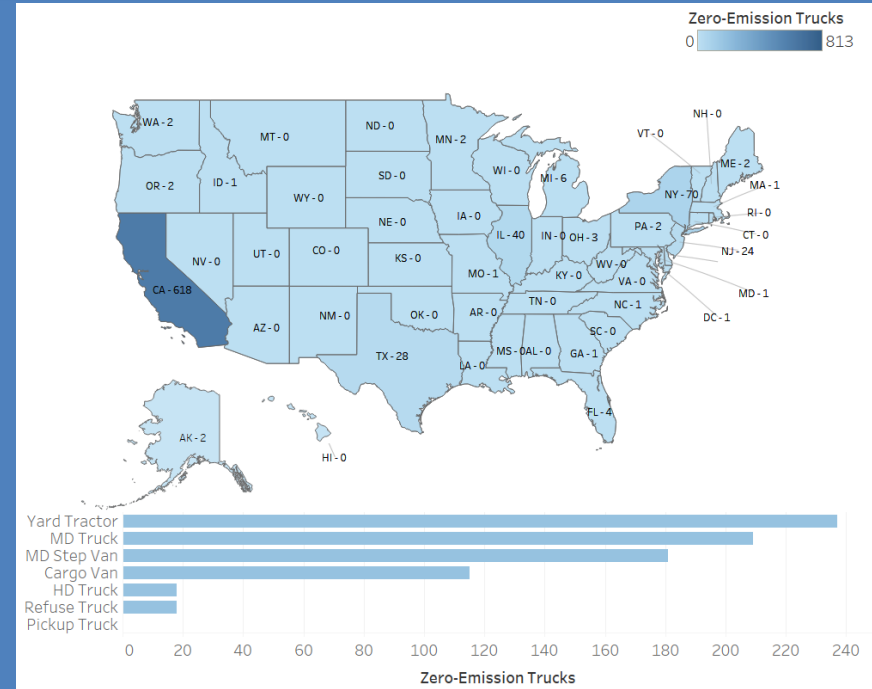 Zero-Emission Trucks
0 813
NH - 0
VT - 0
WA - 2
MT - 0
ND - 0
MN - 2
ME - 2
OR - 2
ID - 1
WY - 0
SD - 0
WI - 0
MI - 6
NY - 70
MA - 1
RI - 0
CT - 0
NJ - 24
NV - 0
UT - 0
CO - 0
NE - 0
IA - 0
IL - 40
IN - 0
OH - 3
PA - 2
KS - 0
MO - 1
KY - 0
WV - 0
VA - 0
MD - 1
DC - 1
CA - 618
AZ - 0
NM - 0
OK - 0
AR - 0
TN - 0
NC - 1
SC - 0
TX - 28
LA - 0
MS - 0
AL - 0
GA - 1
FL - 4
AK - 2
HI - 0
Yard Tractor
MD Truck
MD Step Van
Cargo Van
HD Truck
Refuse Truck
Pickup Truck
0 20 40 60 80 100 120 140 160 180 200 220 240
Zero-Emission Trucks